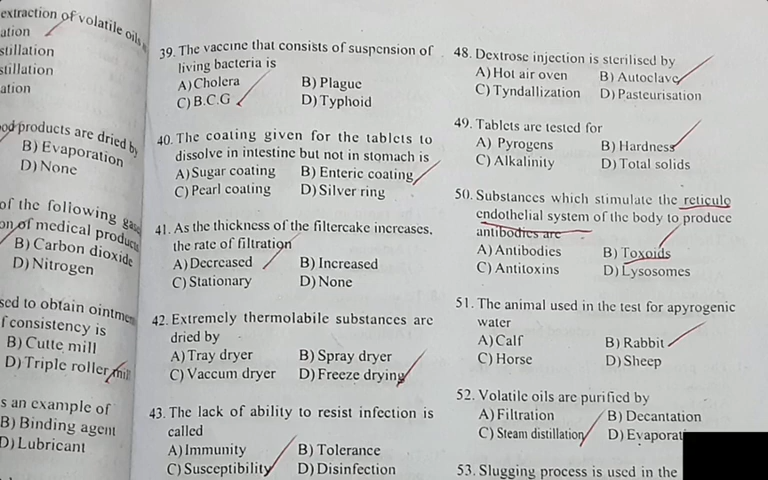 extraction of volatile oils
ation
stillation
stillation
ation
od products are dried by
B) Evaporation
D) None
of the following gas
on of medical products
B) Carbon dioxide
D) Nitrogen
sed to obtain ointmen
f consistency is
B) Cutte mill
D) Triple roller mill
s an example of
B) Binding agent
D) Lubricant
39. The vaccine that consists of suspension of
living bacteria is
A) Cholera B) Plague
C) B.C.G D) Typhoid
40. The coating given for the tablets to
dissolve in intestine but not in stomach is
A) Sugar coating B) Enteric coating
C) Pearl coating D) Silver ring
41. As the thickness of the filtercake increases,
the rate of filtration
A) Decreased B) Increased
C) Stationary D) None
42. Extremely thermolabile substances are
dried by
A) Tray dryer B) Spray dryer
C) Vaccum dryer D) Freeze drying
43. The lack of ability to resist infection is
called
A) Immunity B) Tolerance
C) Susceptibility D) Disinfection
48. Dextrose injection is sterilised by
A) Hot air oven B) Autoclave
C) Tyndallization D) Pasteurisation
49. Tablets are tested for
A) Pyrogens B) Hardness
C) Alkalinity D) Total solids
50. Substances which stimulate the reticulo
endothelial system of the body to produce
antibodies are
A) Antibodies B) Toxoids
C) Antitoxins D) Lysosomes
51. The animal used in the test for apyrogenic
water
A) Calf B) Rabbit
C) Horse D) Sheep
52. Volatile oils are purified by
A) Filtration B) Decantation
C) Steam distillation D) Evaporati
53. Slugging process is used in the